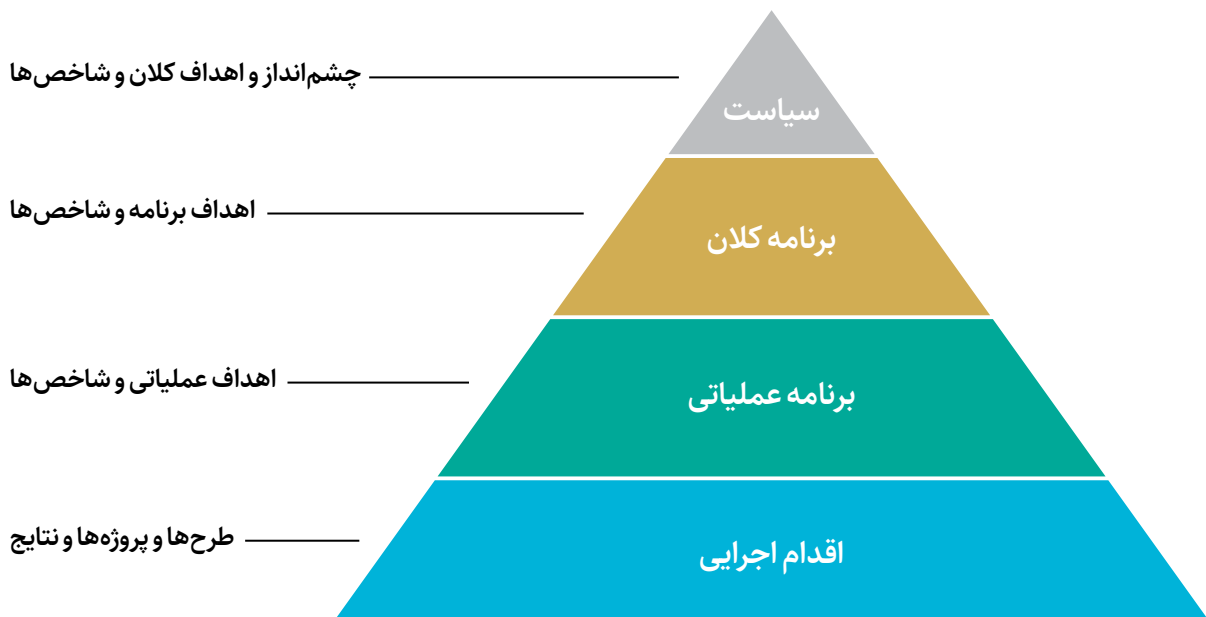 سیاست
چشم‌انداز و اهداف کلان و شاخص‌ها
برنامه کلان
اهداف برنامه و شاخص‌ها
برنامه عملیاتی
اهداف عملیاتی و شاخص‌ها
اقدام اجرایی
طرح‌ها و پروژه‌ها و نتایج